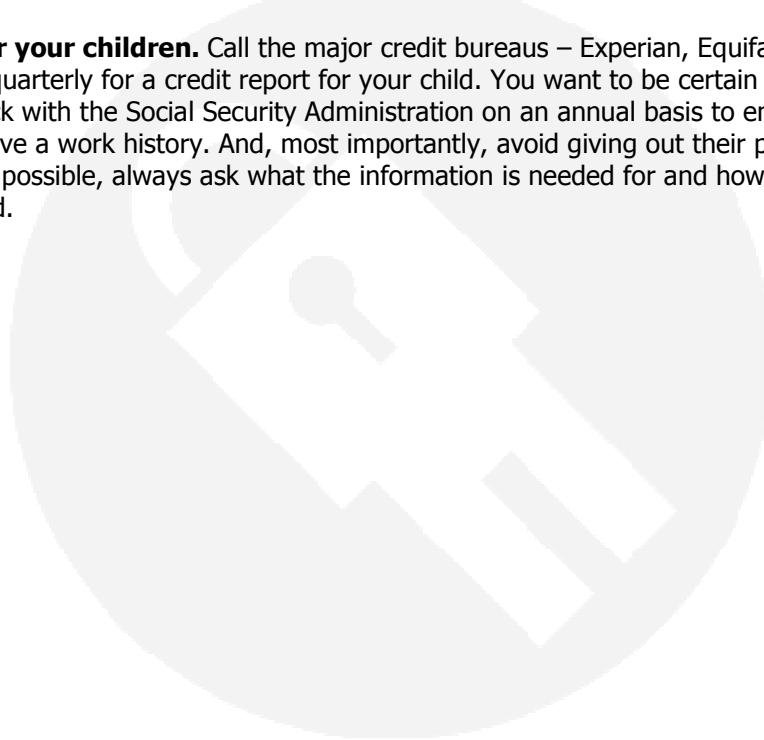 r your children. Call the major credit bureaus – Experian, Equifa
quarterly for a credit report for your child. You want to be certain
ck with the Social Security Administration on an annual basis to en
ve a work history. And, most importantly, avoid giving out their p
possible, always ask what the information is needed for and how
d.